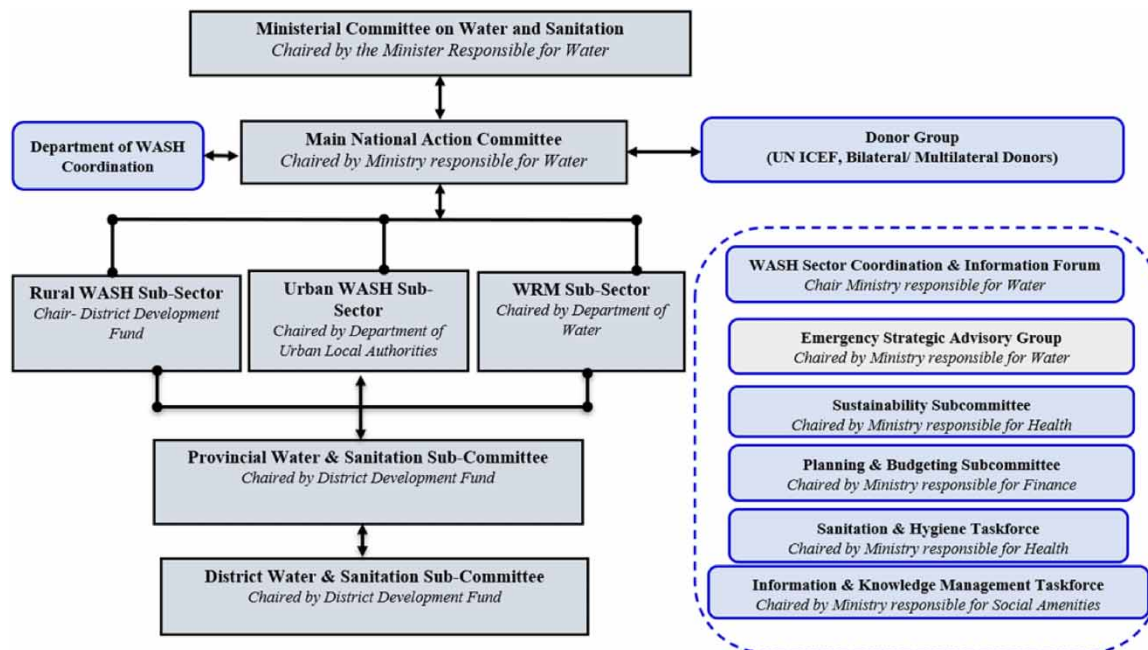 Ministerial Committee on Water and Sanitation
Chaired by the Minister Responsible for Water
Department of WASH
Coordination
Main National Action Committee
Chaired by Ministry responsible for Water
Donor Group
(UN ICEF, Bilateral/ Multilateral Donors)
Rural WASH Sub-Sector
Chair- District Development
Fund
Urban WASH Sub-
Sector
Chaired by Department of
Urban Local Authorities
WRM Sub-Sector
Chaired by Department of
Water
Provincial Water & Sanitation Sub-Committee
Chaired by District Development Fund
District Water & Sanitation Sub-Committee
Chaired by District Development Fund
WASH Sector Coordination & Information Forum
Chair Ministry responsible for Water
Emergency Strategic Advisory Group
Chaired by Ministry responsible for Water
Sustainability Subcommittee
Chaired by Ministry responsible for Health
Planning & Budgeting Subcommittee
Chaired by Ministry responsible for Finance
Sanitation & Hygiene Taskforce
Chaired by Ministry responsible for Health
Information & Knowledge Management Taskforce
Chaired by Ministry responsible for Social Amenities